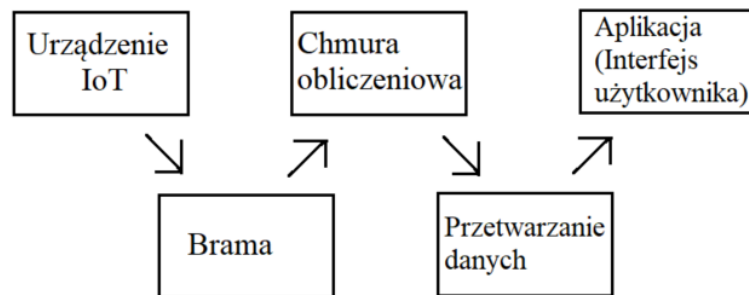 Urządzenie
IoT
Brama
Chmura
obliczeniowa
Przetwarzanie
danych
Aplikacja
(Interfejs
użytkownika)